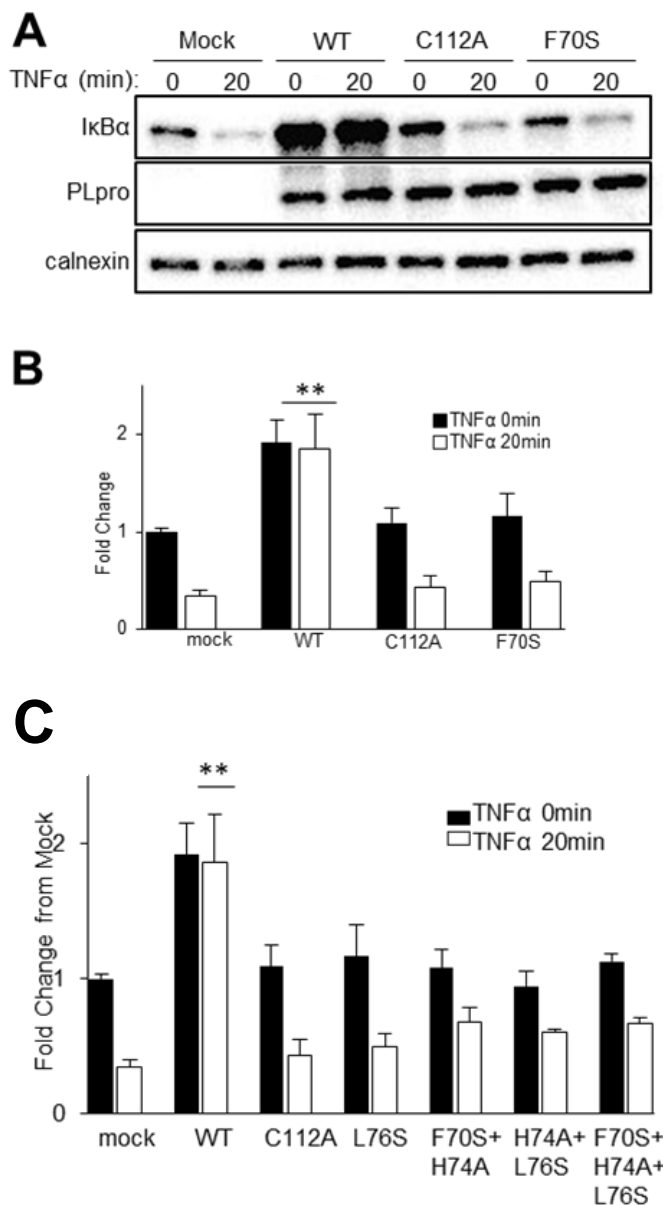 A
Mock WT C112A F70S
TNFα (min): 0 20 0 20 0 20 0 20
IκBα
PLpro
calnexin
B
**
TNFα 0min
TNFα 20min
Fold Change
2
1
0
mock WT C112A F70S
C
**
TNFα 0min
TNFα 20min
Fold Change from Mock
2
1
0
mock WT C112A L76S F70S+ H74A+ F70S+
H74A L76S H74A+
L76S